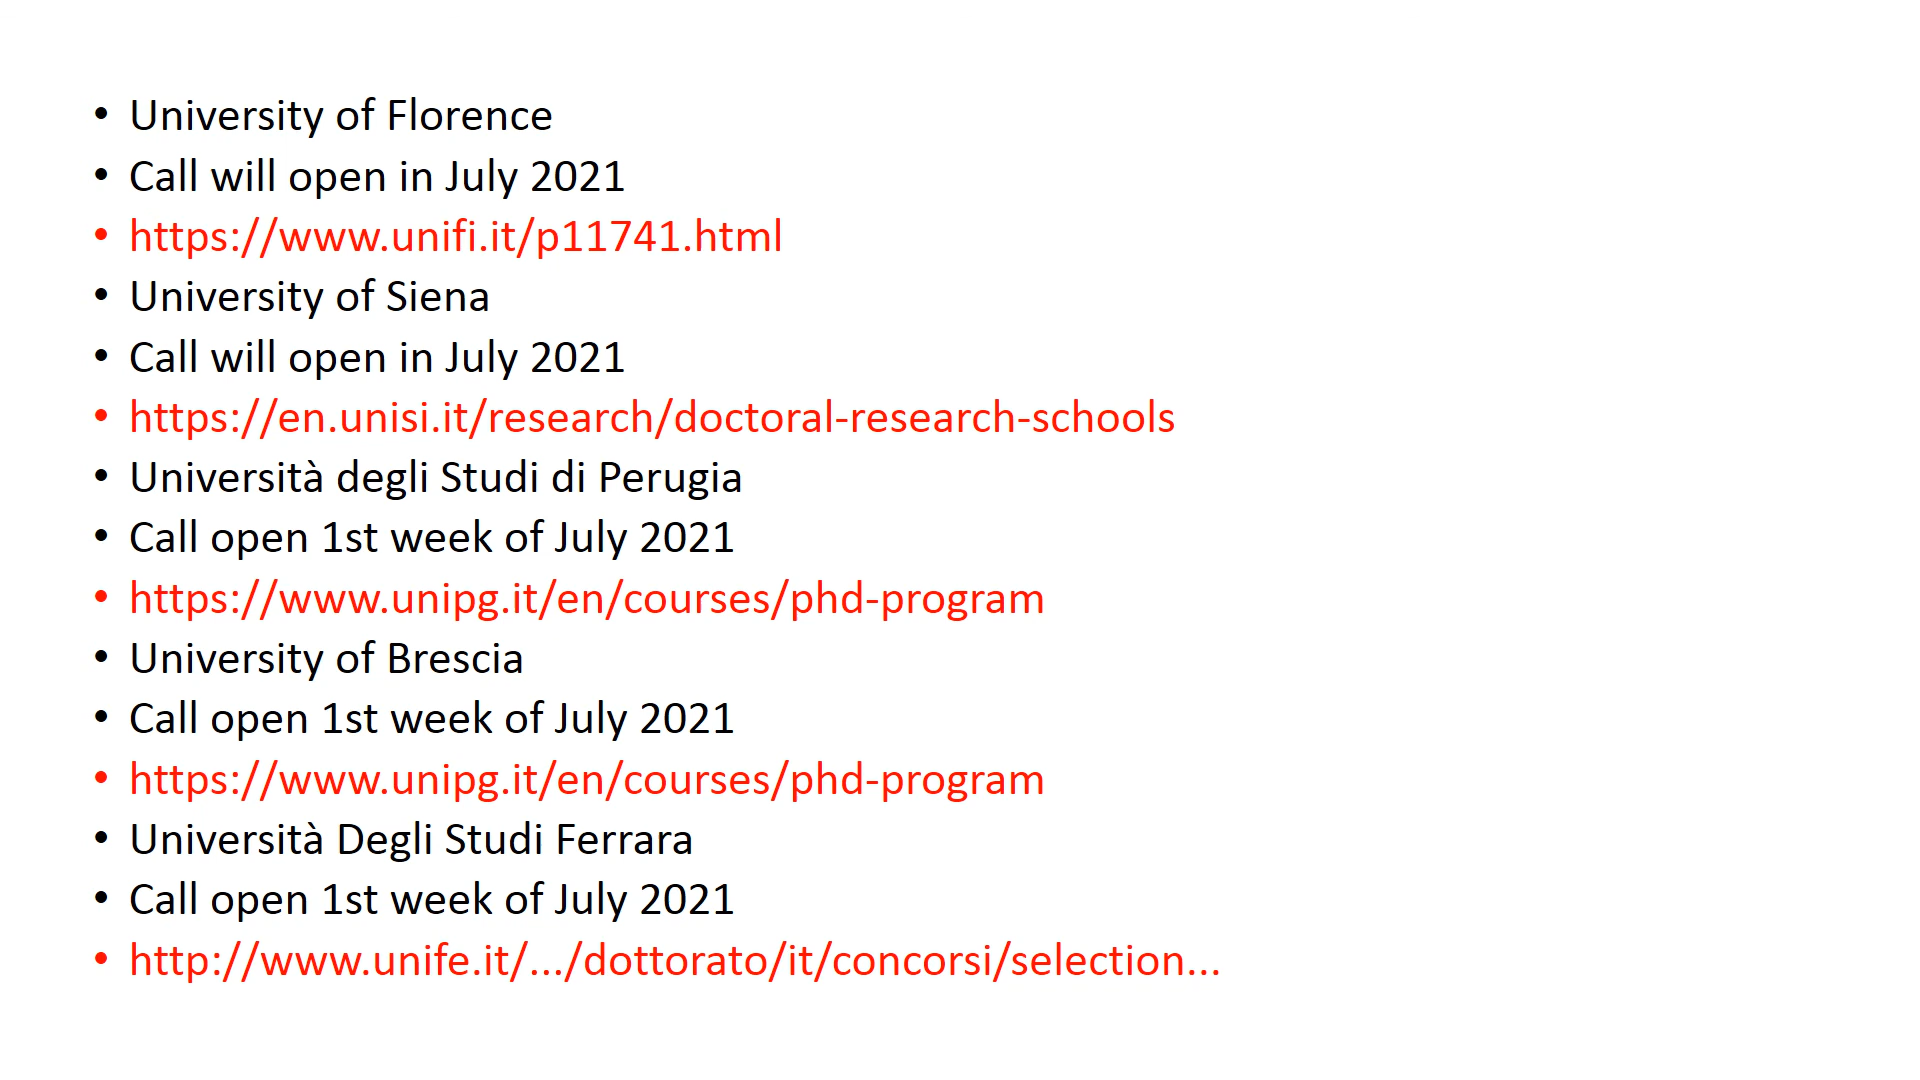 • University of Florence
• Call will open in July 2021
• https://www.unifi.it/p11741.html
• University of Siena
• Call will open in July 2021
• https://en.unisi.it/research/doctoral-research-schools
• Università degli Studi di Perugia
• Call open 1st week of July 2021
• https://www.unipg.it/en/courses/phd-program
• University of Brescia
• Call open 1st week of July 2021
• https://www.unipg.it/en/courses/phd-program
• Università Degli Studi Ferrara
• Call open 1st week of July 2021
• http://www.unife.it/.../dottorato/it/concorsi/selection...